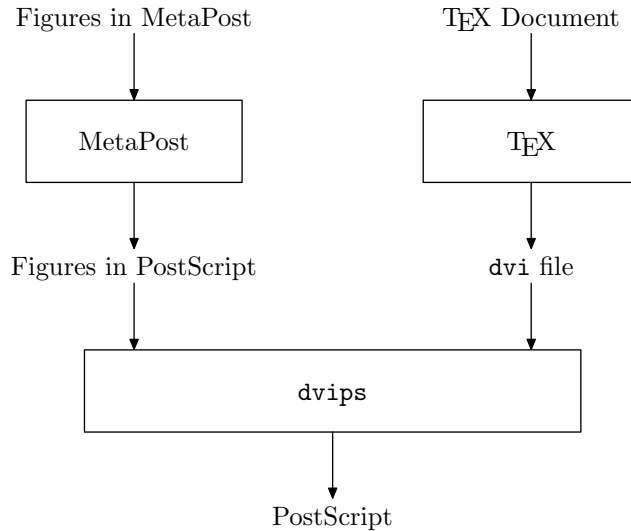 Figures in MetaPost
TEX Document
MetaPost
TEX
Figures in PostScript
dvi file
dvips
PostScript